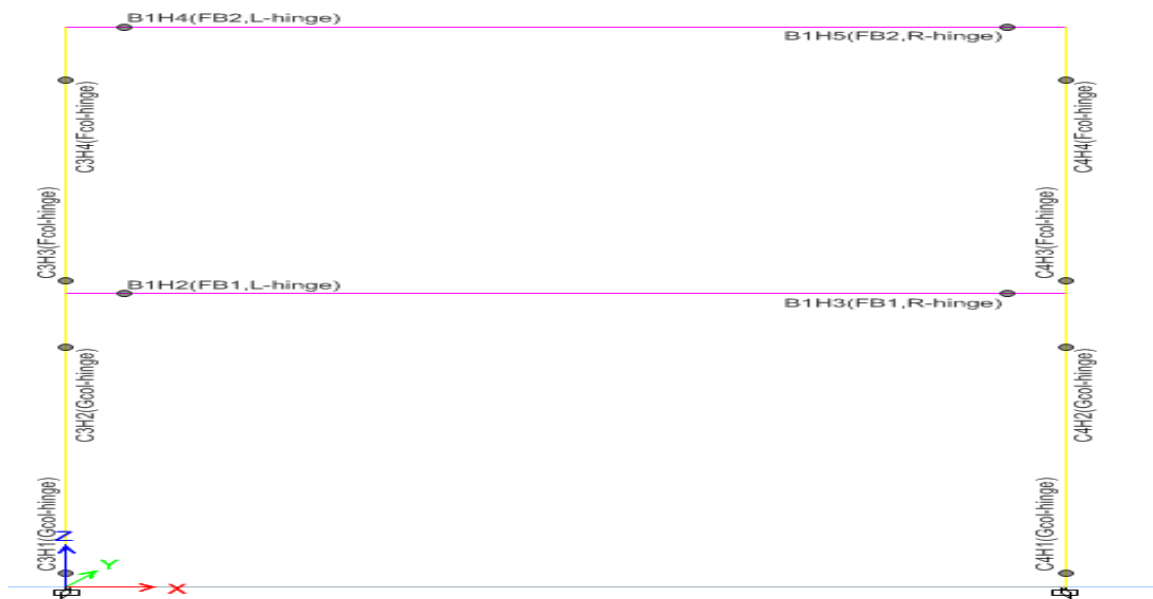 B1H4(FB2,L-hinge)
B1H5(FB2,R-hinge)
C3H4(Fcol-hinge)
C4H4(Fcol-hinge)
C3H3(Fcol-hinge)
C4H3(Fcol-hinge)
B1H2(FB1,L-hinge)
B1H3(FB1,R-hinge)
C3H2(Gcol-hinge)
C4H2(Gcol-hinge)
C3H1(Gcol-hinge)
C4H1(Gcol-hinge)
Z
Y
X